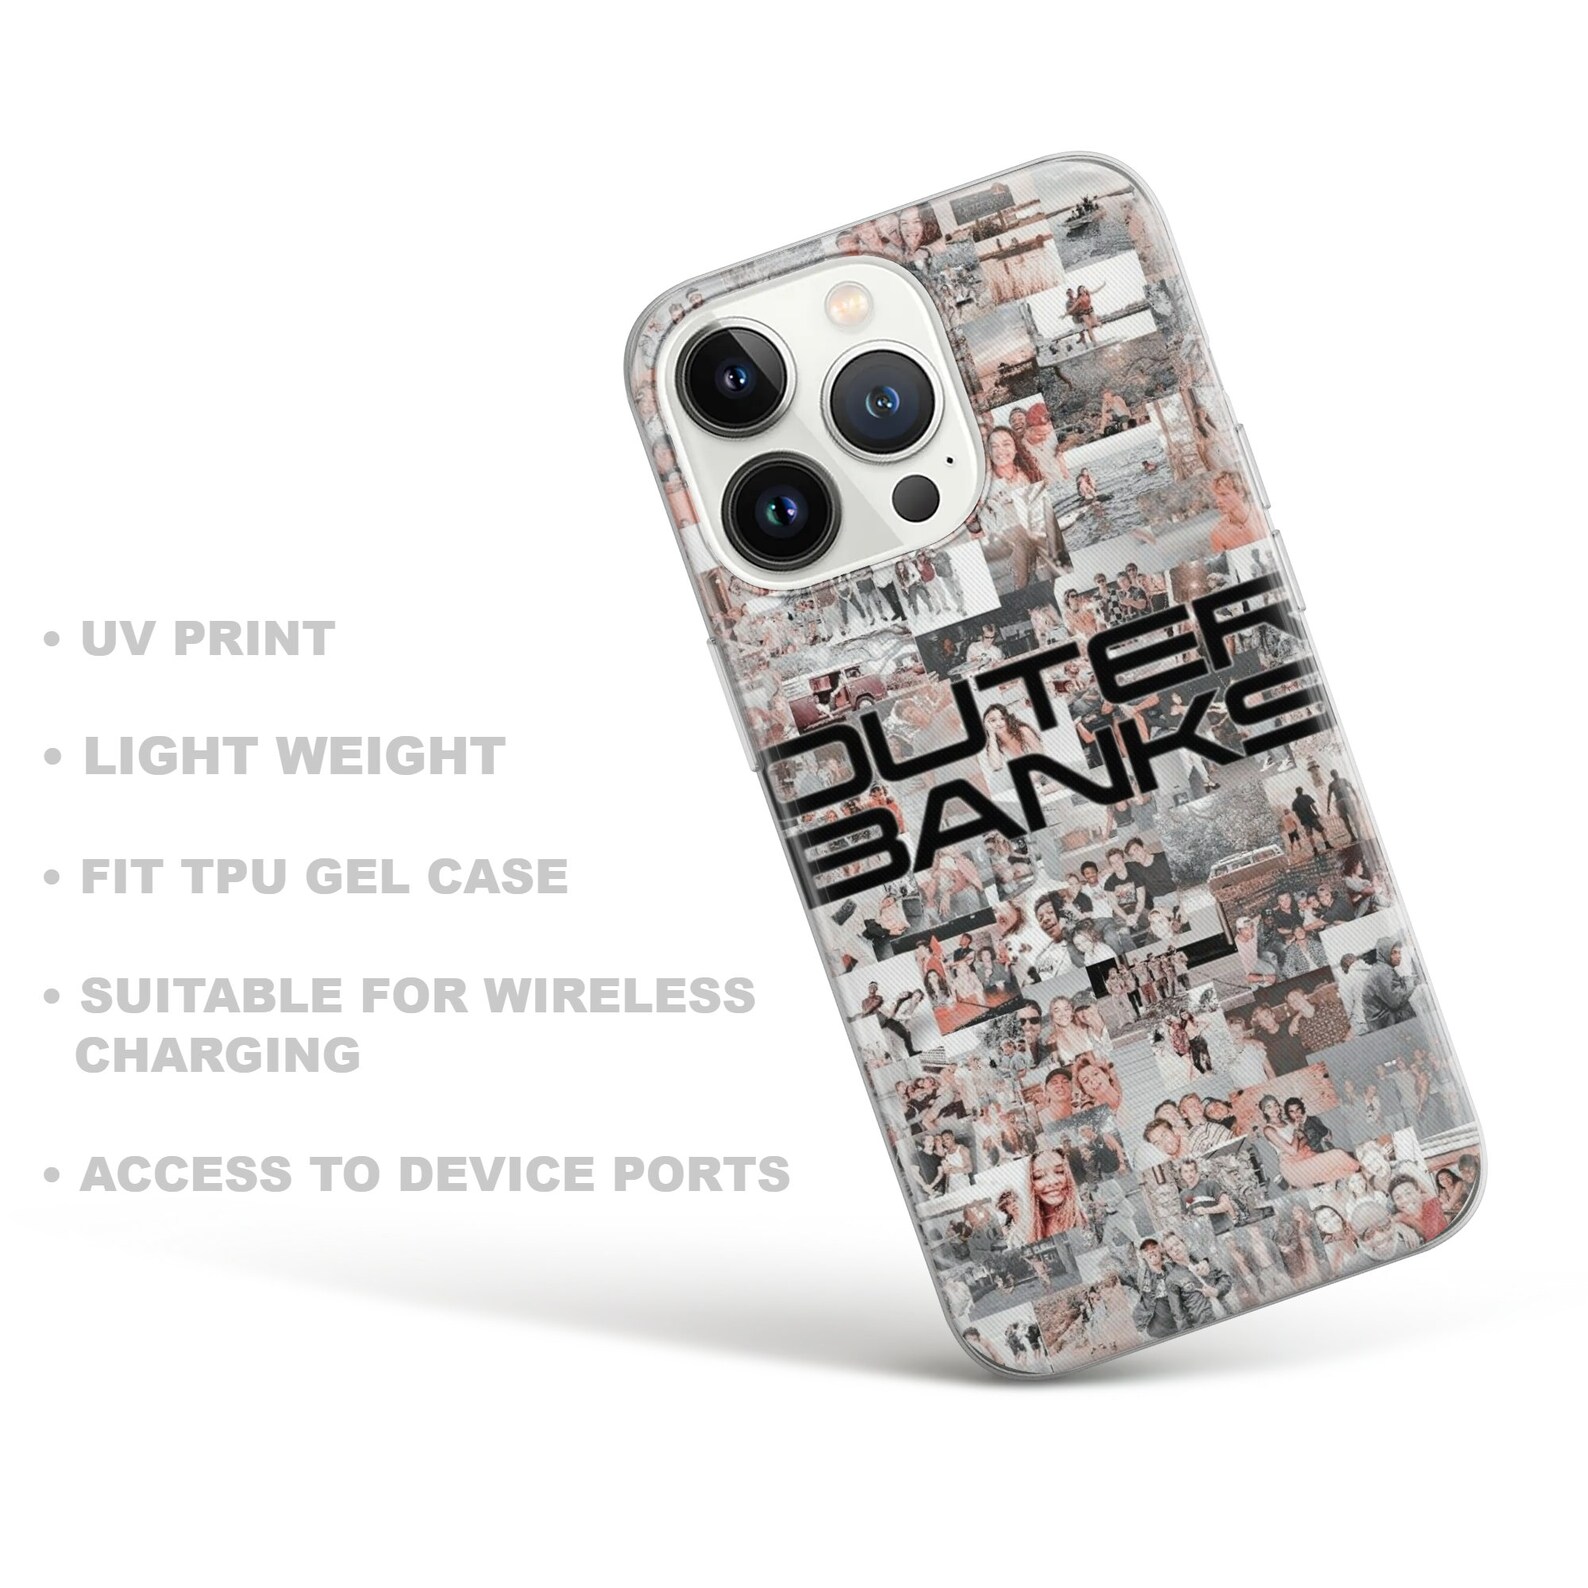 • UV PRINT
• LIGHT WEIGHT
• FIT TPU GEL CASE
• SUITABLE FOR WIRELESS
CHARGING
• ACCESS TO DEVICE PORTS
OUTER
BANKS